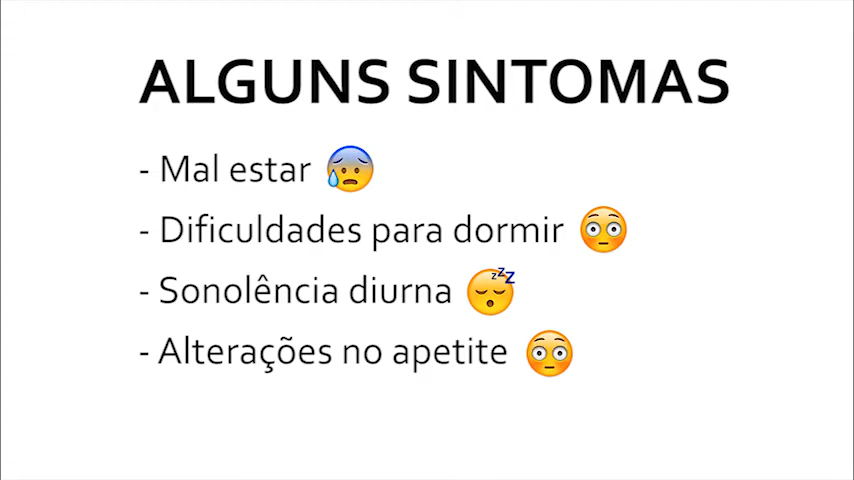 ALGUNS SINTOMAS
- Mal estar 😰
- Dificuldades para dormir 😳
- Sonolência diurna 😴
- Alterações no apetite 😳